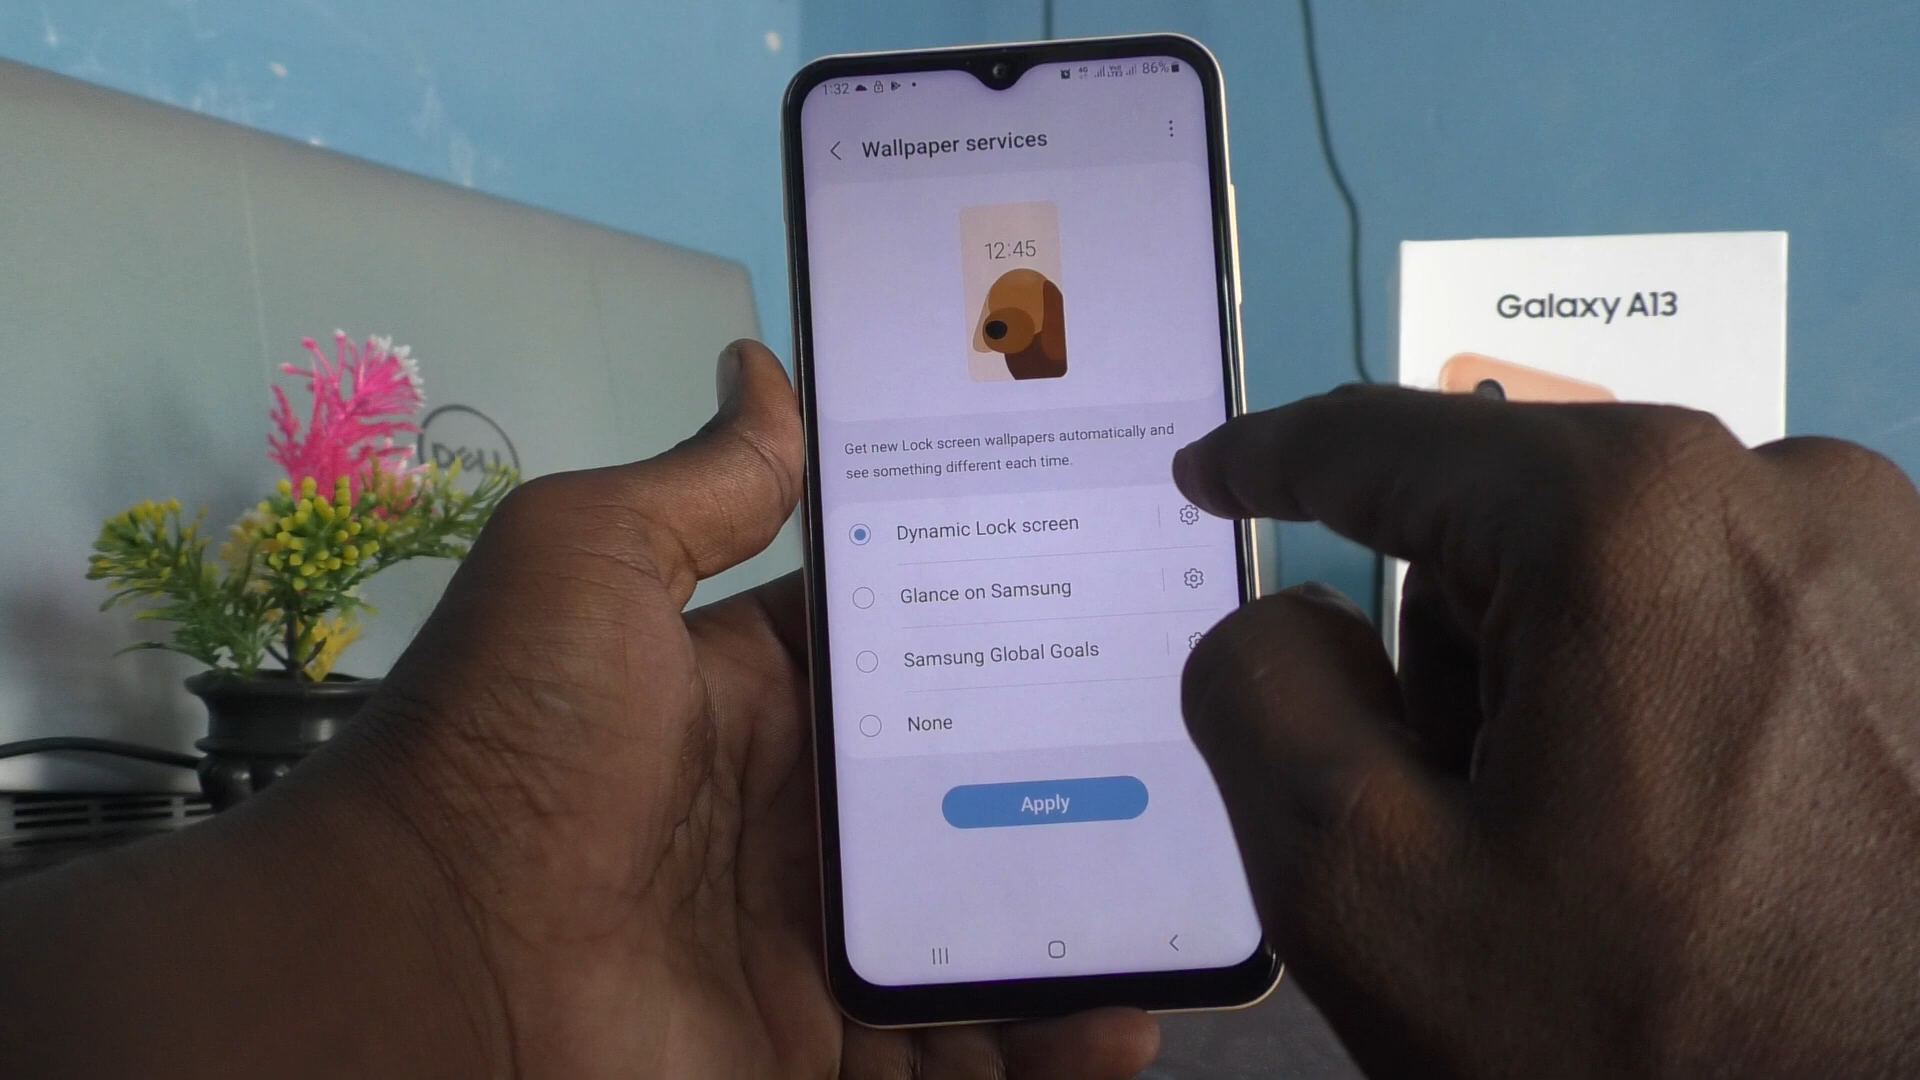 1:32
86%
Wallpaper services
12:45
Get new Lock screen wallpapers automatically and
see something different each time.
Dynamic Lock screen
Glance on Samsung
Samsung Global Goals
None
Apply
Galaxy A13
DELL